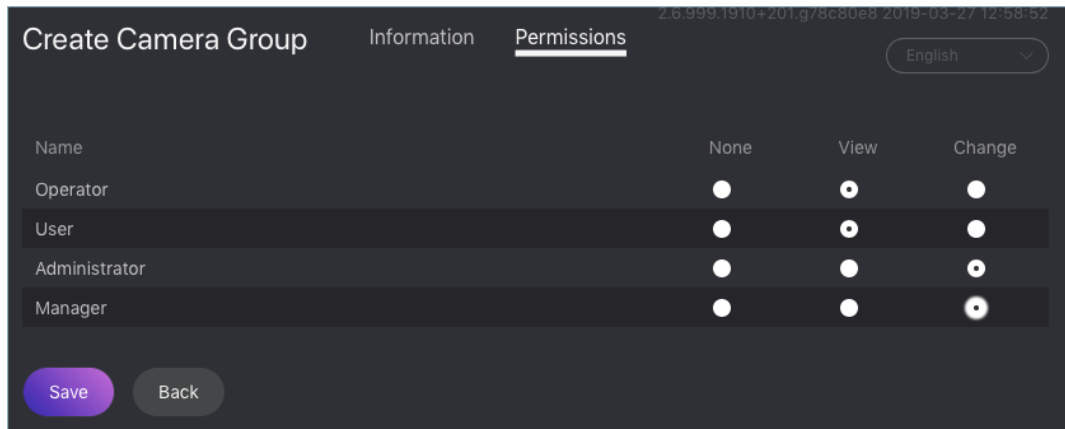 2.6.999.1910+201.g78c80e8 2019-03-27 12:58:52
Create Camera Group Information Permissions
English
Name None View Change
Operator
User
Administrator
Manager
Save Back